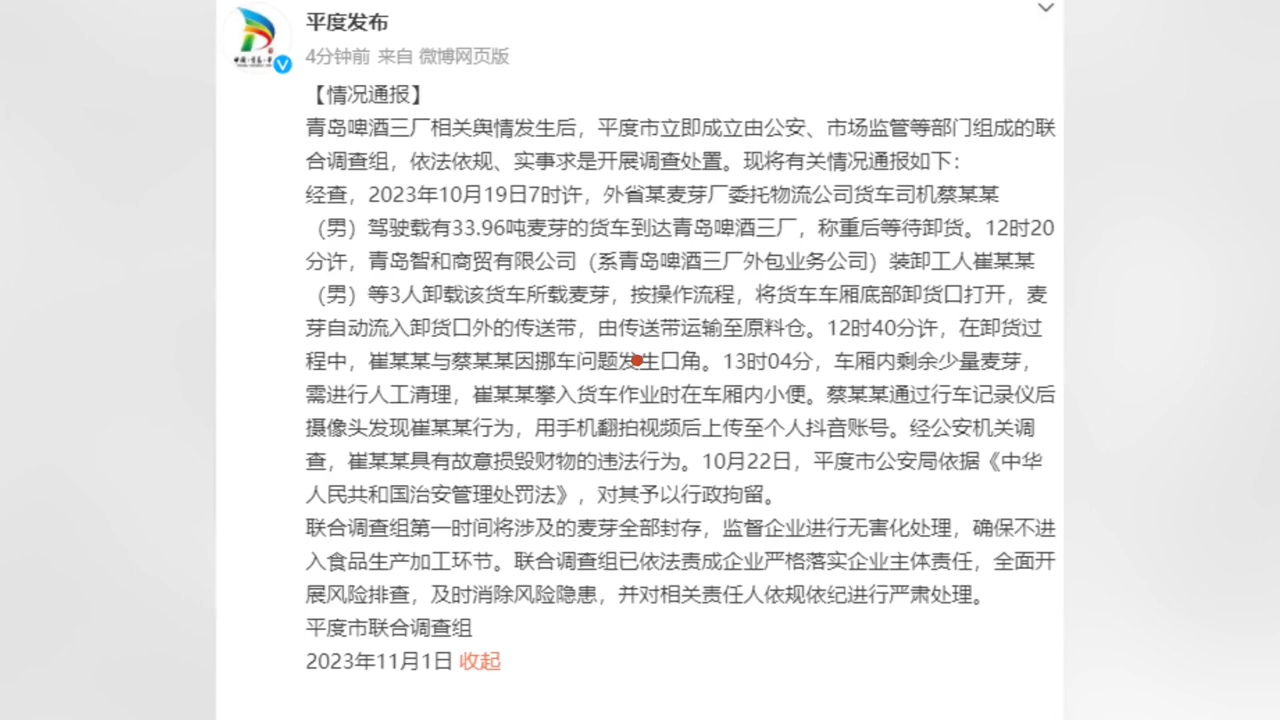 平度发布
4分钟前 来自 微博网页版
【情况通报】
青岛啤酒三厂相关舆情发生后，平度市立即成立由公安、市场监管等部门组成的联
合调查组，依法依规、实事求是开展调查处置。现将有关情况通报如下：
经查，2023年10月19日7时许，外省某麦芽厂委托物流公司货车司机蔡某某
（男）驾驶载有33.96吨麦芽的货车到达青岛啤酒三厂，称重后等待卸货。12时20
分许，青岛智和商贸有限公司（系青岛啤酒三厂外包业务公司）装卸工人崔某某
（男）等3人卸载该货车所载麦芽，按操作流程，将货车车厢底部卸货口打开，麦
芽自动流入卸货口外的传送带，由传送带运输至原料仓。12时40分许，在卸货过
程中，崔某某与蔡某某因挪车问题发生口角。13时04分，车厢内剩余少量麦芽，
需进行人工清理，崔某某攀入货车作业时在车厢内小便。蔡某某通过行车记录仪后
摄像头发现崔某某行为，用手机翻拍视频后上传至个人抖音账号。经公安机关调
查，崔某某具有故意损毁财物的违法行为。10月22日，平度市公安局依据《中华
人民共和国治安管理处罚法》，对其予以行政拘留。
联合调查组第一时间将涉及的麦芽全部封存，监督企业进行无害化处理，确保不进
入食品生产加工环节。联合调查组已依法责成企业严格落实企业主体责任，全面开
展风险排查，及时消除风险隐患，并对相关责任人依规依纪进行严肃处理。
平度市联合调查组
2023年11月1日 收起